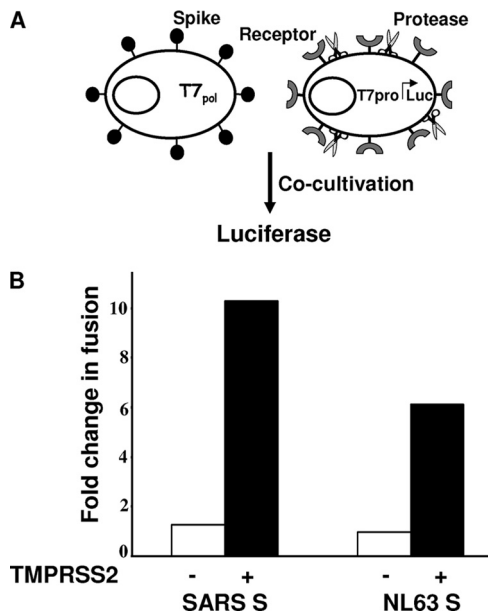 A
Spike
Protease
Receptor
T7pol
T7pro Luc
Co-cultivation
Luciferase
B
Fold change in fusion
10
8
6
4
2
0
TMPRSS2 - + - +
SARS S NL63 S